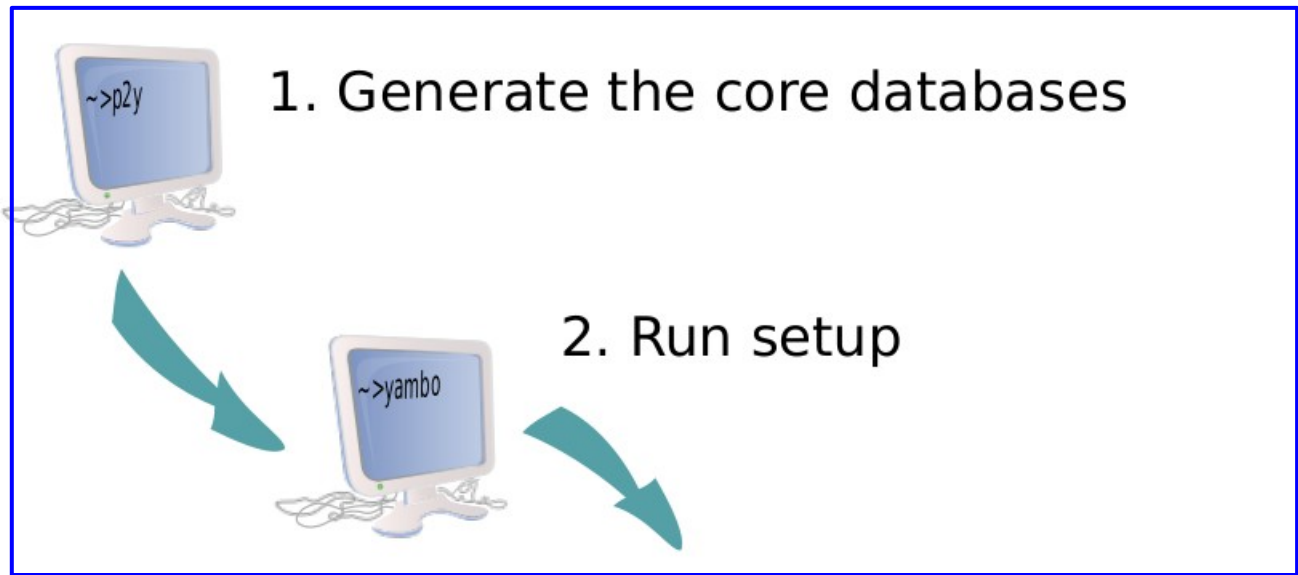 ~>p2y
1. Generate the core databases
2. Run setup
~>yambo